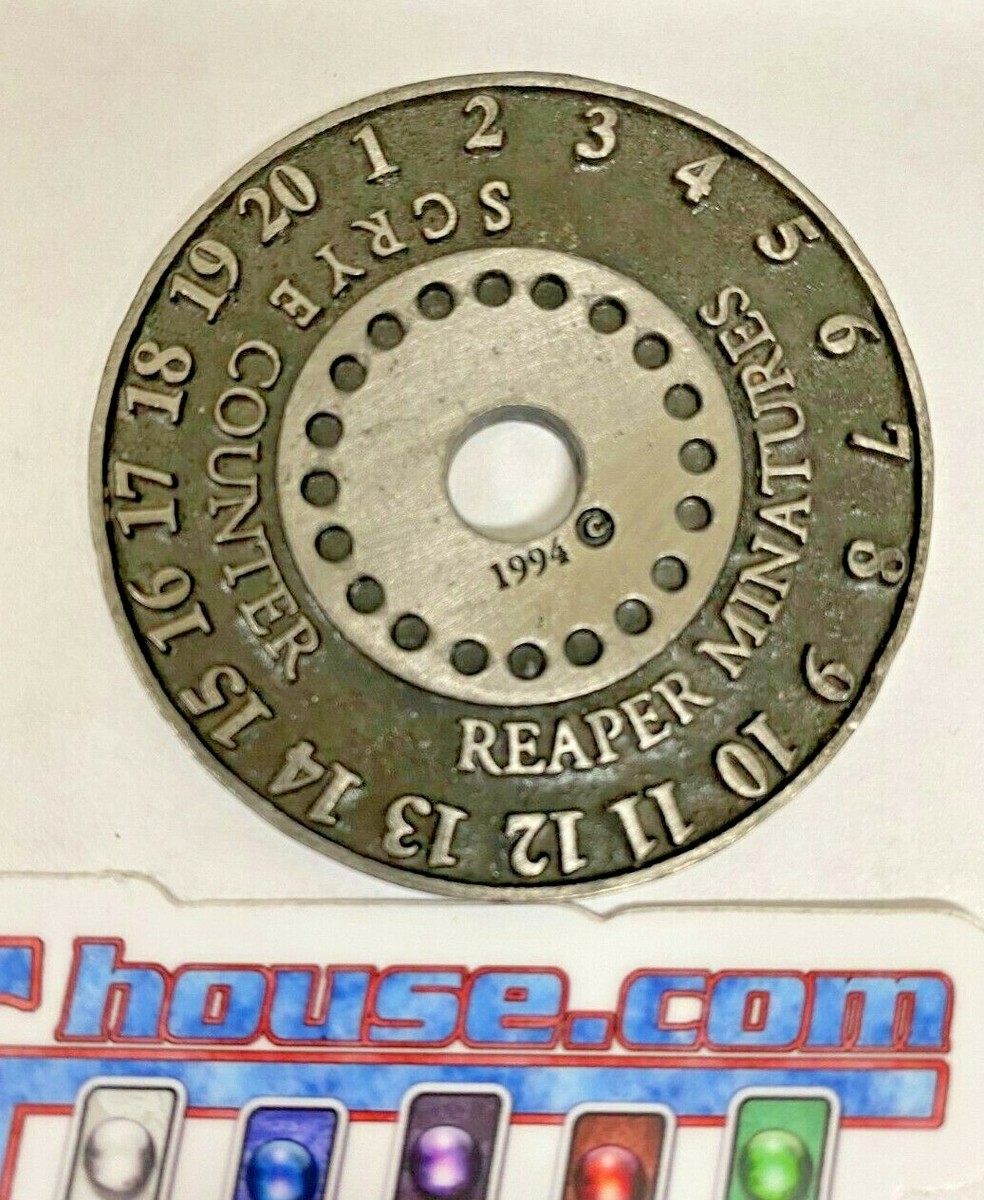 1 2 3 4 5 6 7 8 9 10 11 12 13 14 15 16 17 18 19 20
SCRYE COUNTER
REAPER MINATURES
1994 ©
house.com